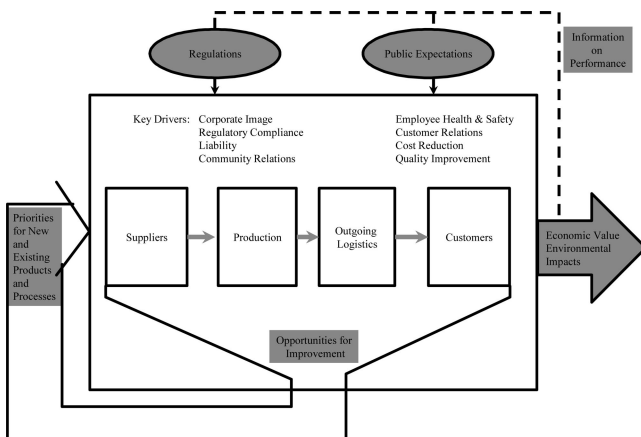 Regulations
Public Expectations
Information
on
Performance
Key Drivers: Corporate Image
Regulatory Compliance
Liability
Community Relations
Employee Health & Safety
Customer Relations
Cost Reduction
Quality Improvement
Priorities
for New
and
Existing
Products
and
Processes
Suppliers
Production
Outgoing
Logistics
Customers
Economic Value
Environmental
Impacts
Opportunities for
Improvement